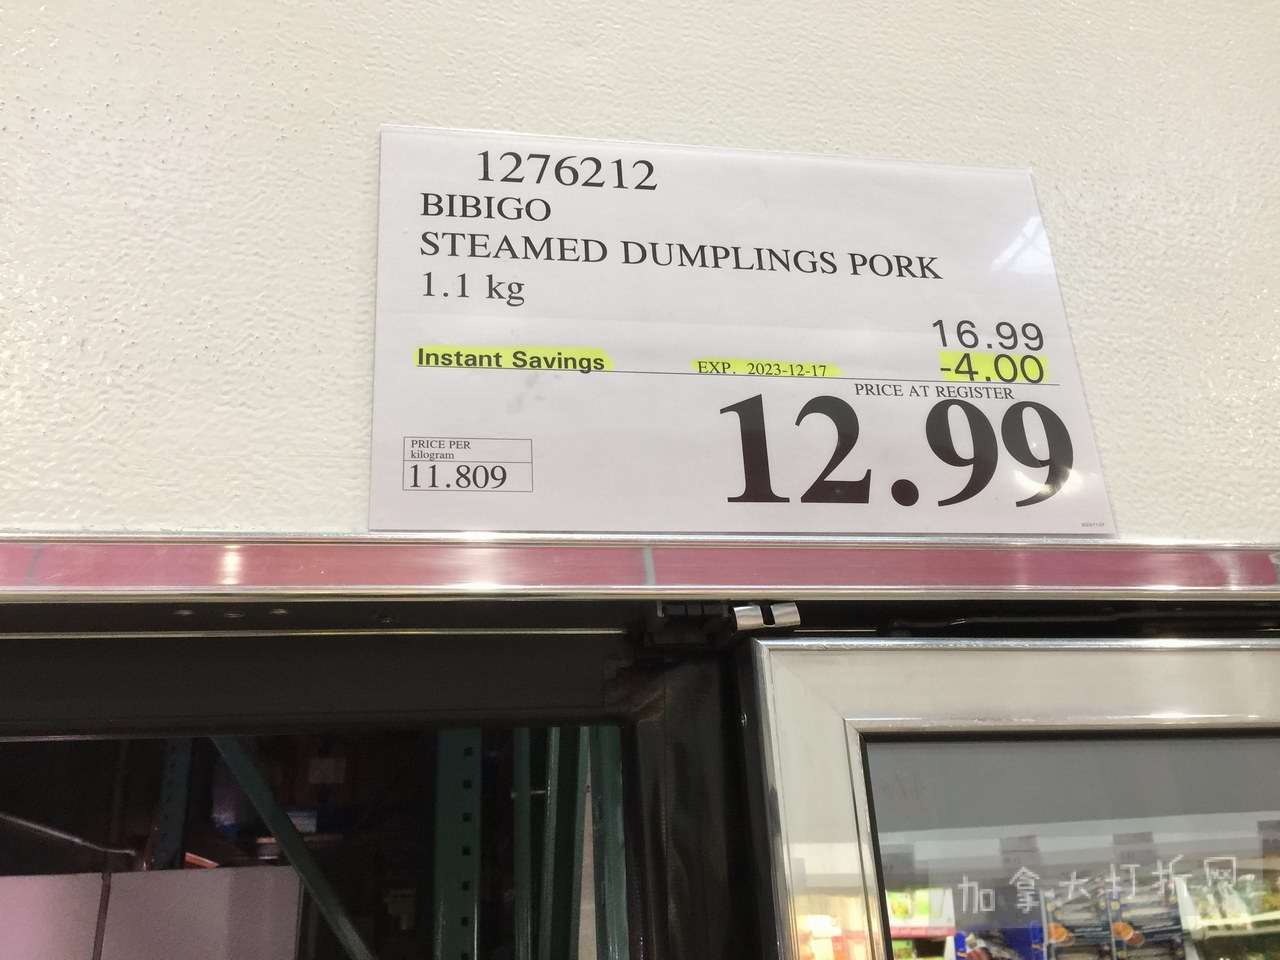 1276212
BIBIGO
STEAMED DUMPLINGS PORK
1.1 kg
16.99
Instant Savings EXP. 2023-12-17 -4.00
PRICE AT REGISTER
12.99
PRICE PER
kilogram
11.809
加拿大打折网